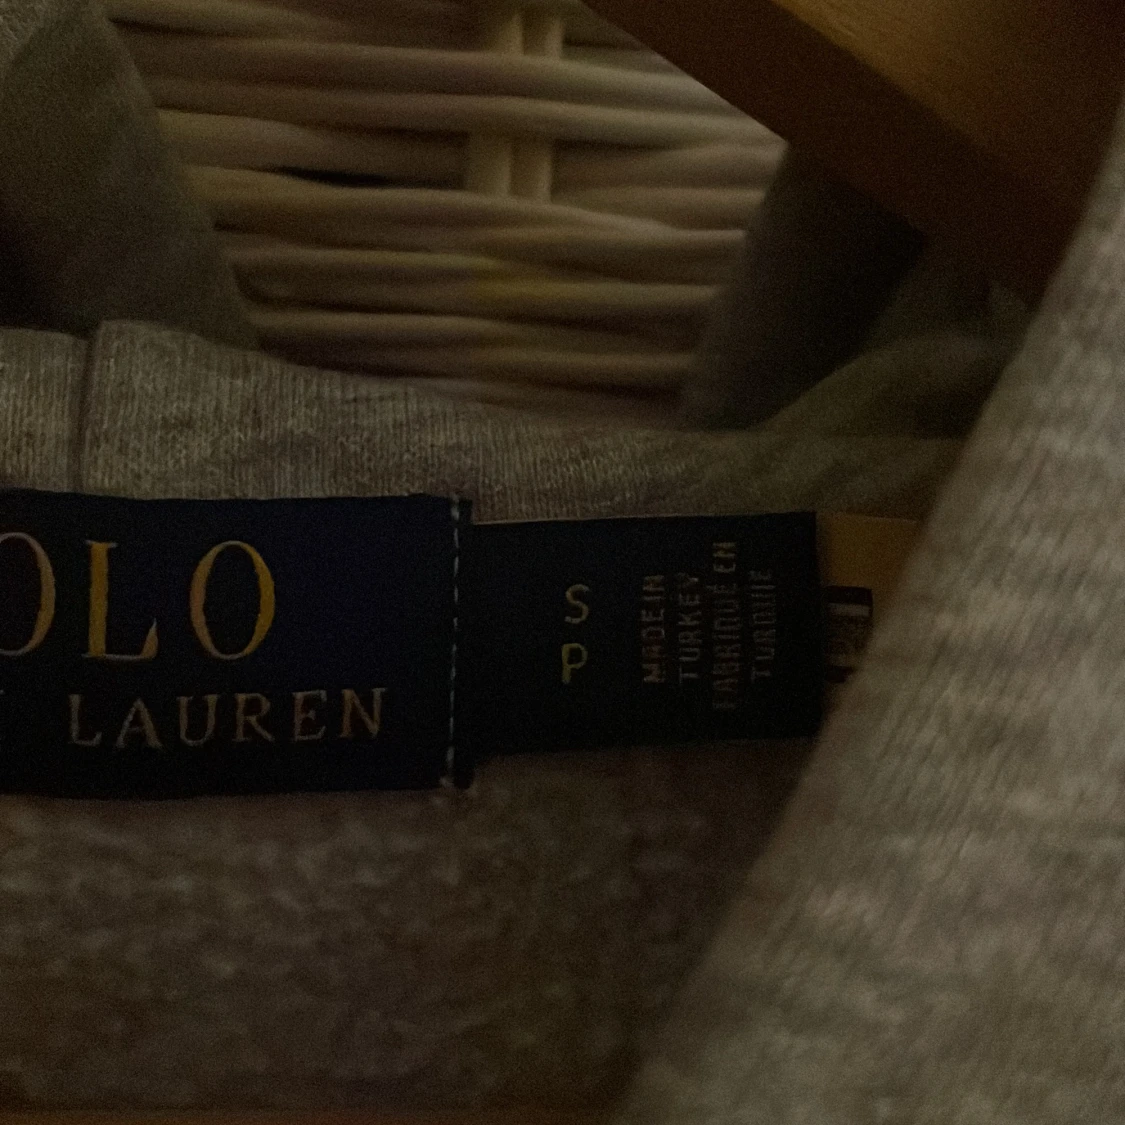 OLO
LAUREN
S
P
MADE IN
TURKEY
FABRIQUÉ EN
TURQUIE